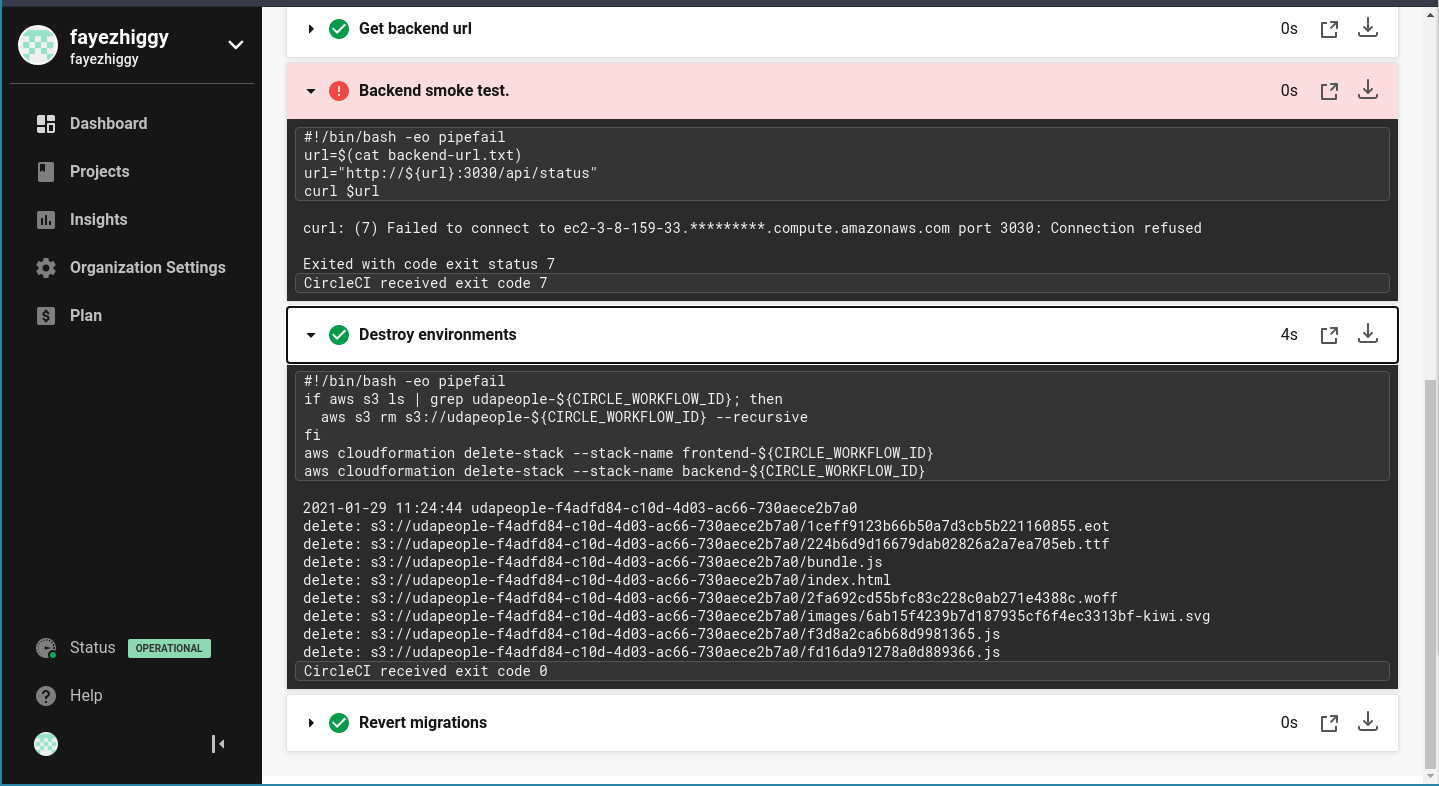 fayezhiggy
fayezhiggy
Dashboard
Projects
Insights
Organization Settings
Plan
Status OPERATIONAL
Help
Get backend url 0s
Backend smoke test. 0s
#!/bin/bash -eo pipefail
url=$(cat backend-url.txt)
url="http://${url}:3030/api/status"
curl $url
curl: (7) Failed to connect to ec2-3-8-159-33.*********.compute.amazonaws.com port 3030: Connection refused
Exited with code exit status 7
CircleCI received exit code 7
Destroy environments 4s
#!/bin/bash -eo pipefail
if aws s3 ls | grep udapeople-${CIRCLE_WORKFLOW_ID}; then
  aws s3 rm s3://udapeople-${CIRCLE_WORKFLOW_ID} --recursive
fi
aws cloudformation delete-stack --stack-name frontend-${CIRCLE_WORKFLOW_ID}
aws cloudformation delete-stack --stack-name backend-${CIRCLE_WORKFLOW_ID}
2021-01-29 11:24:44 udapeople-f4adfd84-c10d-4d03-ac66-730aece2b7a0
delete: s3://udapeople-f4adfd84-c10d-4d03-ac66-730aece2b7a0/1ceff9123b66b50a7d3cb5b221160855.eot
delete: s3://udapeople-f4adfd84-c10d-4d03-ac66-730aece2b7a0/224b6d9d16679dab02826a2a7ea705eb.ttf
delete: s3://udapeople-f4adfd84-c10d-4d03-ac66-730aece2b7a0/bundle.js
delete: s3://udapeople-f4adfd84-c10d-4d03-ac66-730aece2b7a0/index.html
delete: s3://udapeople-f4adfd84-c10d-4d03-ac66-730aece2b7a0/2fa692cd55bfc83c228c0ab271e4388c.woff
delete: s3://udapeople-f4adfd84-c10d-4d03-ac66-730aece2b7a0/images/6ab15f4239b7d187935cf6f4ec3313bf-kiwi.svg
delete: s3://udapeople-f4adfd84-c10d-4d03-ac66-730aece2b7a0/f3d8a2ca6b68d9981365.js
delete: s3://udapeople-f4adfd84-c10d-4d03-ac66-730aece2b7a0/fd16da91278a0d889366.js
CircleCI received exit code 0
Revert migrations 0s